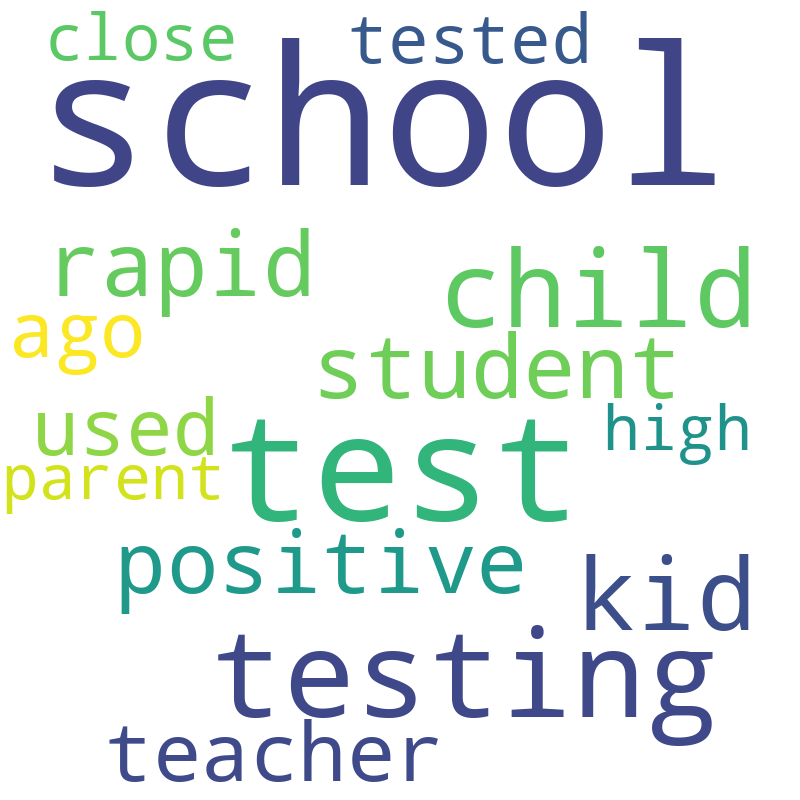 close tested
school
rapid child
ago student
used high
parent test
positive kid
testing
teacher